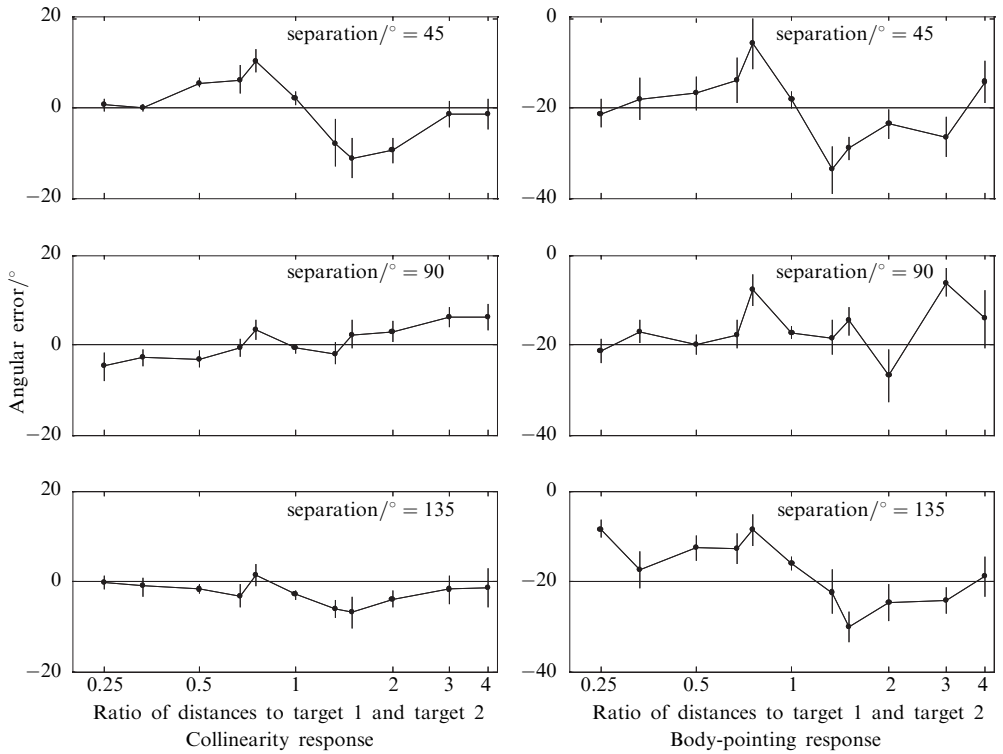 20
0
−20
separation/° = 45
0
−20
−40
separation/° = 45
Angular error/°
20
0
−20
separation/° = 90
0
−20
−40
separation/° = 90
20
0
−20
separation/° = 135
0.25 0.5 1 2 3 4
Ratio of distances to target 1 and target 2
Collinearity response
0
−20
−40
separation/° = 135
0.25 0.5 1 2 3 4
Ratio of distances to target 1 and target 2
Body-pointing response